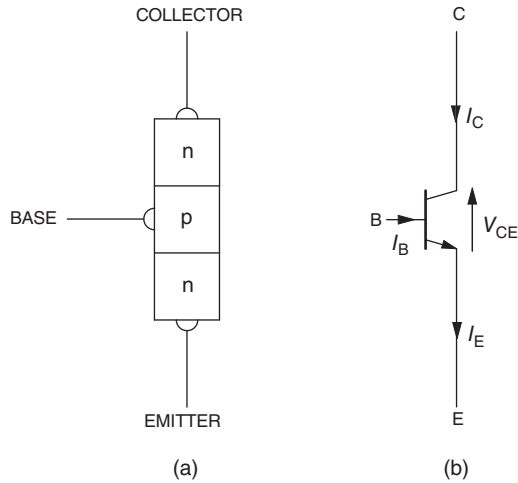 COLLECTOR
n
BASE
p
n
EMITTER
(a)
C
I_C
B
I_B
V_CE
I_E
E
(b)